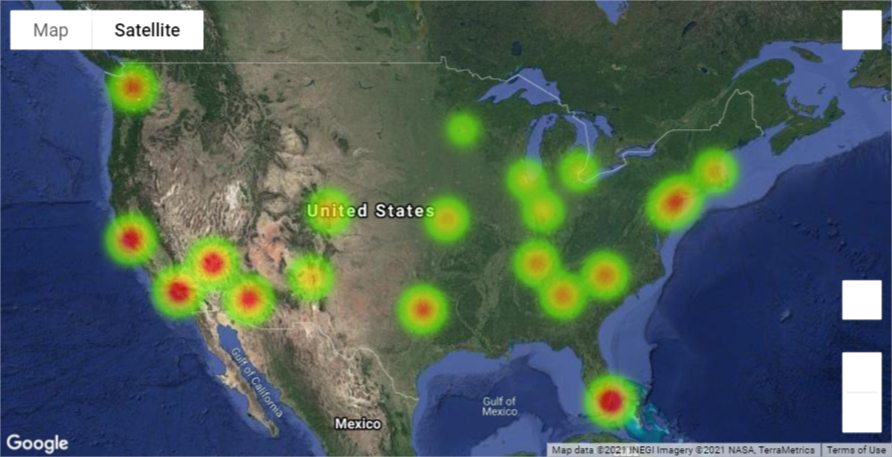 Map
Satellite
United States
Gulf of
California
Gulf of
Mexico
Mexico
Google
Map data ©2021 INEGI Imagery ©2021 NASA, TerraMetrics
Terms of Use